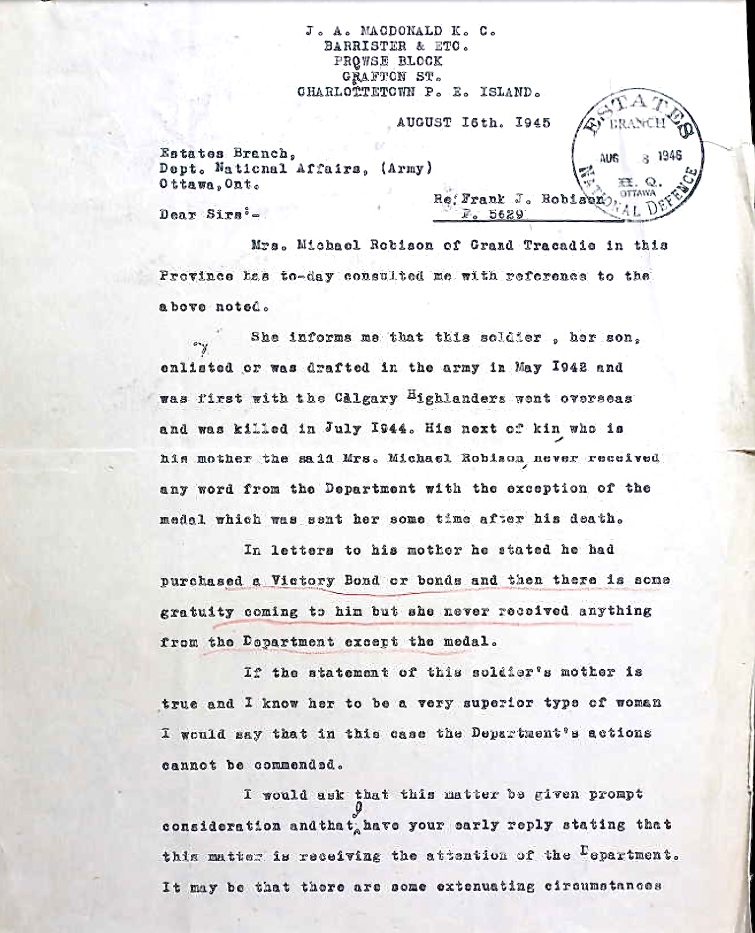 J. A. MACDONALD K. C.
BARRISTER & ETC.
PROWSE BLOCK
GRAFTON ST.
CHARLOTTETOWN P. E. ISLAND.
AUGUST 16th. 1945
ESTATES
BRANCH
AUG 8 1945
H. Q.
OTTAWA
NATIONAL DEFENCE
Estates Branch,
Dept. National Affairs, (Army)
Ottawa,Ont.
Re: Frank J. Robison
F. 5629
Dear Sirs:-
Mrs. Michael Robison of Grand Tracadie in this
Province has to-day consulted me with reference to the
above noted.
She informs me that this soldier , her son,
enlisted or was drafted in the army in May 1942 and
was first with the Calgary Highlanders went overseas
and was killed in July 1944. His next of kin, who is
his mother the said Mrs. Michael Robison, never received
any word from the Department with the exception of the
medal which was sent her some time after his death.
In letters to his mother he stated he had
purchased a Victory Bond or bonds and then there is some
gratuity coming to him but she never received anything
from the Department except the medal.
If the statement of this soldier's mother is
true and I know her to be a very superior type of woman
I would say that in this case the Department's actions
cannot be commended.
I would ask that this matter be given prompt
consideration andthat have your early reply stating that
this matter is receiving the attention of the Department.
It may be that there are some extenuating circumstances